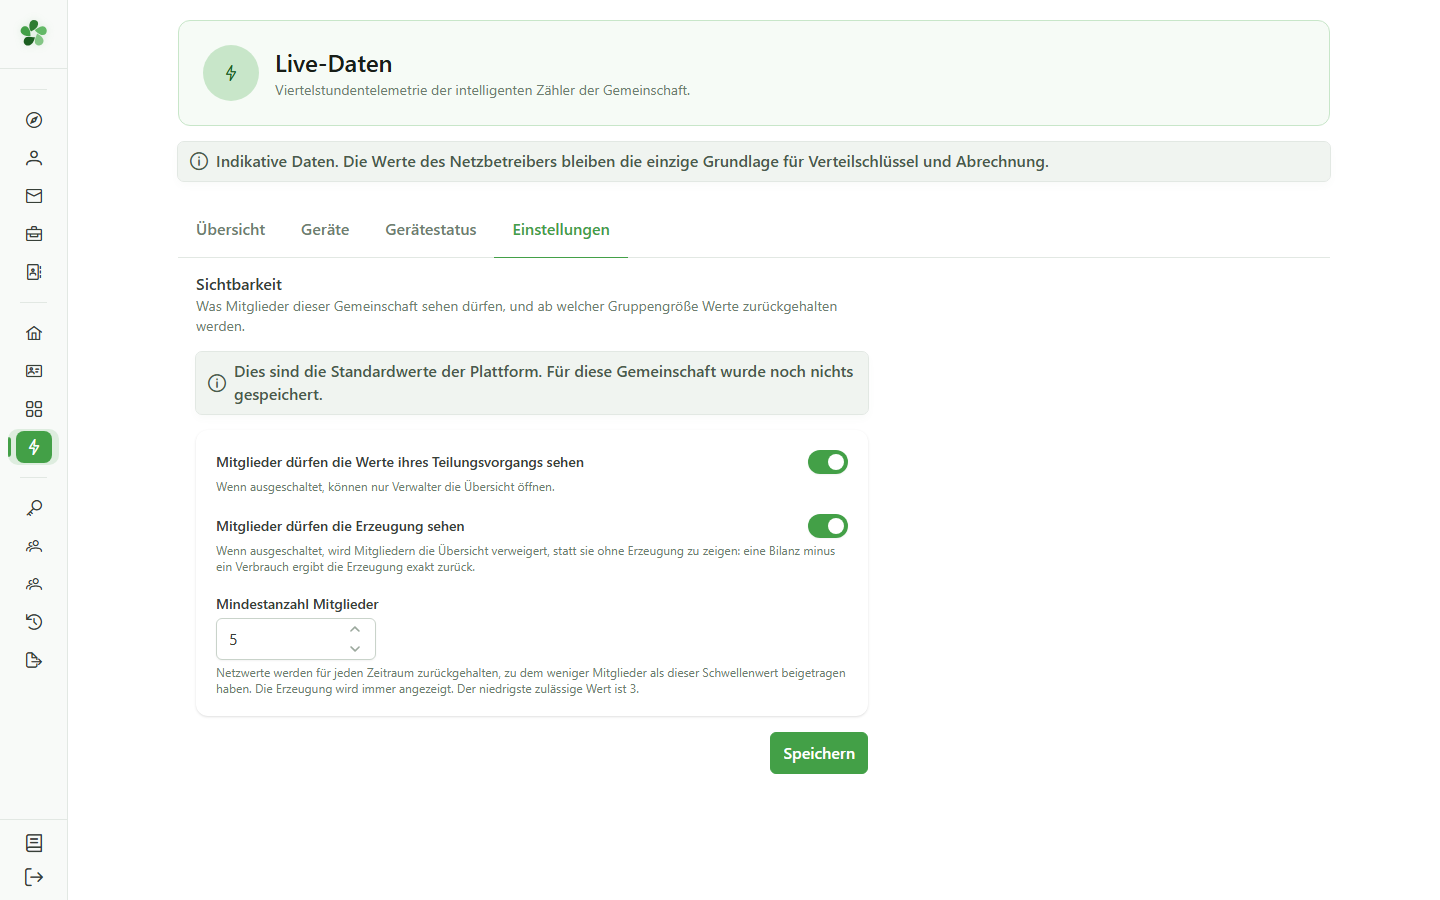 Live-Daten
Viertelstundentelemetrie der intelligenten Zähler der Gemeinschaft.
Indikative Daten. Die Werte des Netzbetreibers bleiben die einzige Grundlage für Verteilschlüssel und Abrechnung.
Übersicht
Geräte
Gerätestatus
Einstellungen
Sichtbarkeit
Was Mitglieder dieser Gemeinschaft sehen dürfen, und ab welcher Gruppengröße Werte zurückgehalten
werden.
Dies sind die Standardwerte der Plattform. Für diese Gemeinschaft wurde noch nichts
gespeichert.
Mitglieder dürfen die Werte ihres Teilungsvorgangs sehen
Wenn ausgeschaltet, können nur Verwalter die Übersicht öffnen.
Mitglieder dürfen die Erzeugung sehen
Wenn ausgeschaltet, wird Mitgliedern die Übersicht verweigert, statt sie ohne Erzeugung zu zeigen: eine Bilanz minus
ein Verbrauch ergibt die Erzeugung exakt zurück.
Mindestanzahl Mitglieder
5
Netzwerte werden für jeden Zeitraum zurückgehalten, zu dem weniger Mitglieder als dieser Schwellenwert beigetragen
haben. Die Erzeugung wird immer angezeigt. Der niedrigste zulässige Wert ist 3.
Speichern